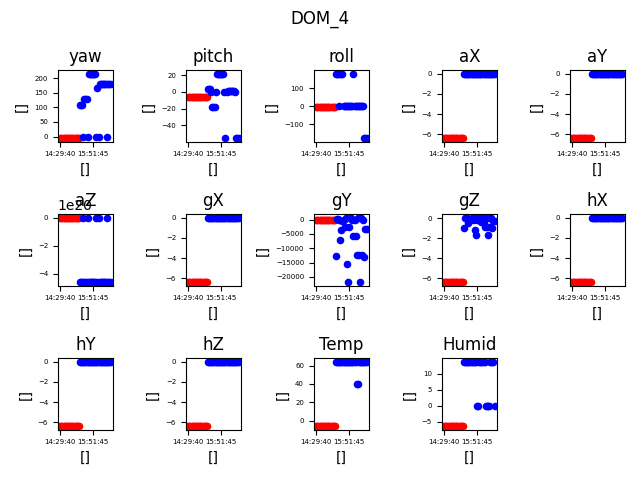 DOM_4
yaw pitch roll aX aY
200 150 100 50 0 [] 14:29:40 15:51:45 []
20 0 −20 −40 [] 14:29:40 15:51:45 []
100 0 −100 [] 14:29:40 15:51:45 []
0 −2 −4 −6 [] 14:29:40 15:51:45 []
0 −2 −4 −6 [] 14:29:40 15:51:45 []
aZ gX gY gZ hX
1e20 0 −2 −4 [] 14:29:40 15:51:45 []
0 −2 −4 −6 [] 14:29:40 15:51:45 []
0 −5000 −10000 −15000 −20000 [] 14:29:40 15:51:45 []
0 −2 −4 −6 [] 14:29:40 15:51:45 []
0 −2 −4 −6 [] 14:29:40 15:51:45 []
hY hZ Temp Humid
0 −2 −4 −6 [] 14:29:40 15:51:45 []
0 −2 −4 −6 [] 14:29:40 15:51:45 []
60 40 20 0 [] 14:29:40 15:51:45 []
10 5 0 −5 [] 14:29:40 15:51:45 []